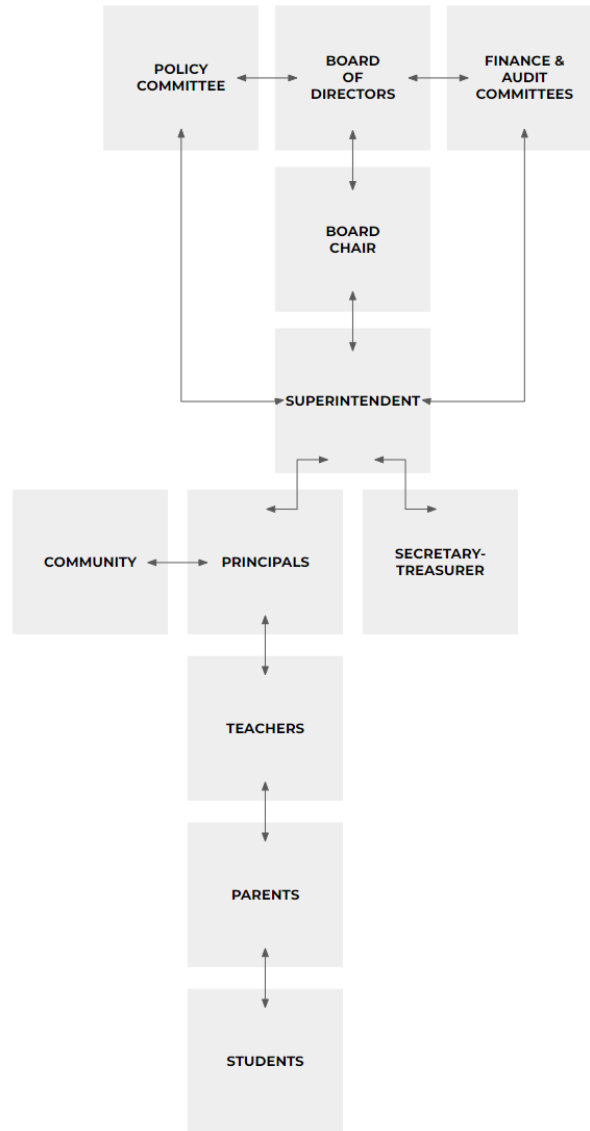 POLICY
COMMITTEE
BOARD
OF
DIRECTORS
FINANCE &
AUDIT
COMMITTEES
BOARD
CHAIR
SUPERINTENDENT
COMMUNITY
PRINCIPALS
SECRETARY-
TREASURER
TEACHERS
PARENTS
STUDENTS